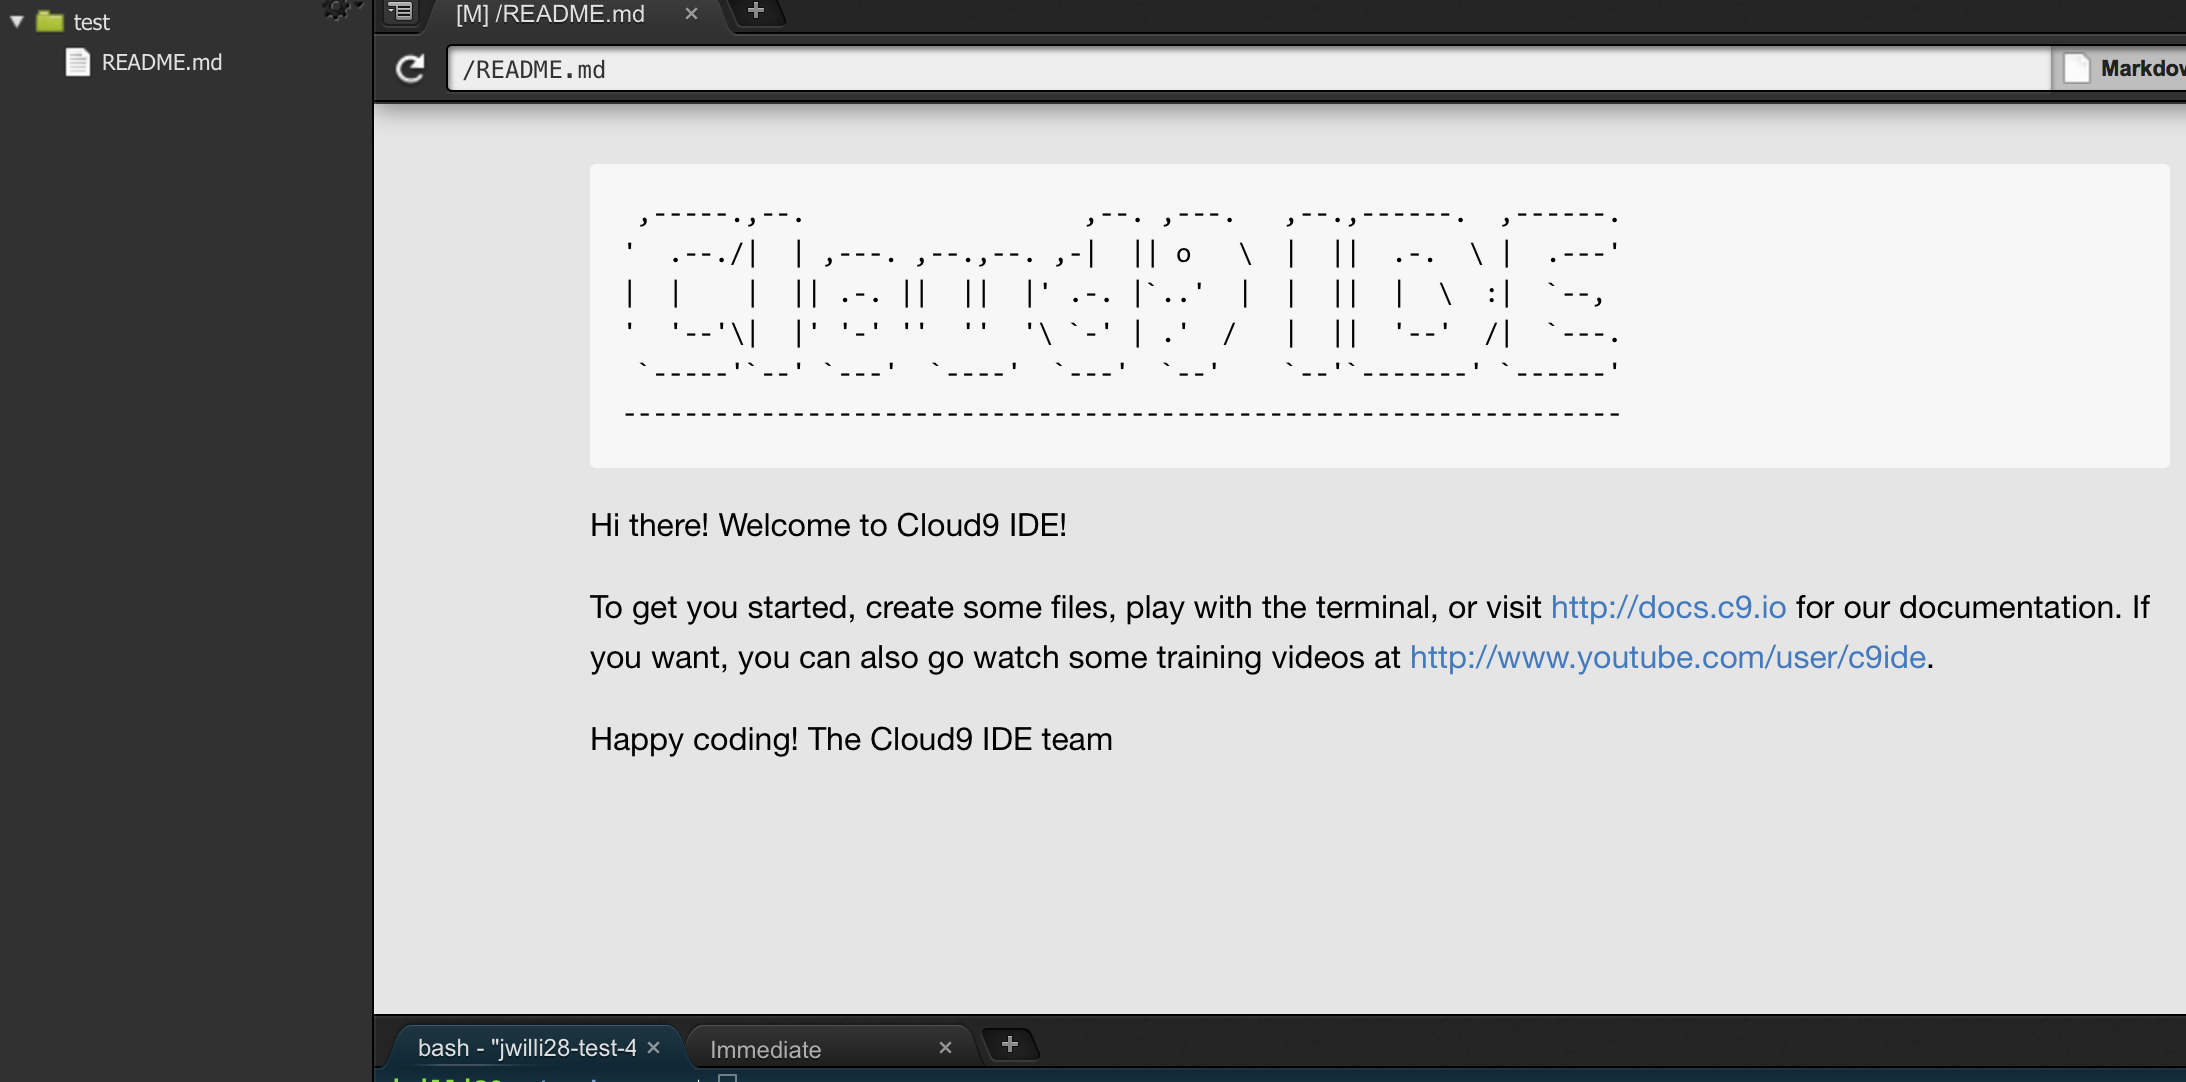 test
README.md
[M] /README.md
/README.md
Markdov
 ,-----.,--.                  ,--. ,---.   ,--.,------.  ,------.
'  .--./|  | ,---. ,--.,--. ,-|  || o   \  |  ||  .-.  \ |  .---'
|  |    |  || .-. ||  ||  |' .-. |`..'  |  |  ||  |  \  :|  `--,
'  '--'\|  |' '-' ''  ''  '\ `-' | .'  /   |  ||  '--'  /|  `---.
 `-----'`--' `---'  `----'  `---'  `--'    `--'`-------' `------'
-----------------------------------------------------------------
Hi there! Welcome to Cloud9 IDE!
To get you started, create some files, play with the terminal, or visit http://docs.c9.io for our documentation. If
you want, you can also go watch some training videos at http://www.youtube.com/user/c9ide.
Happy coding! The Cloud9 IDE team
bash - "jwilli28-test-4
Immediate